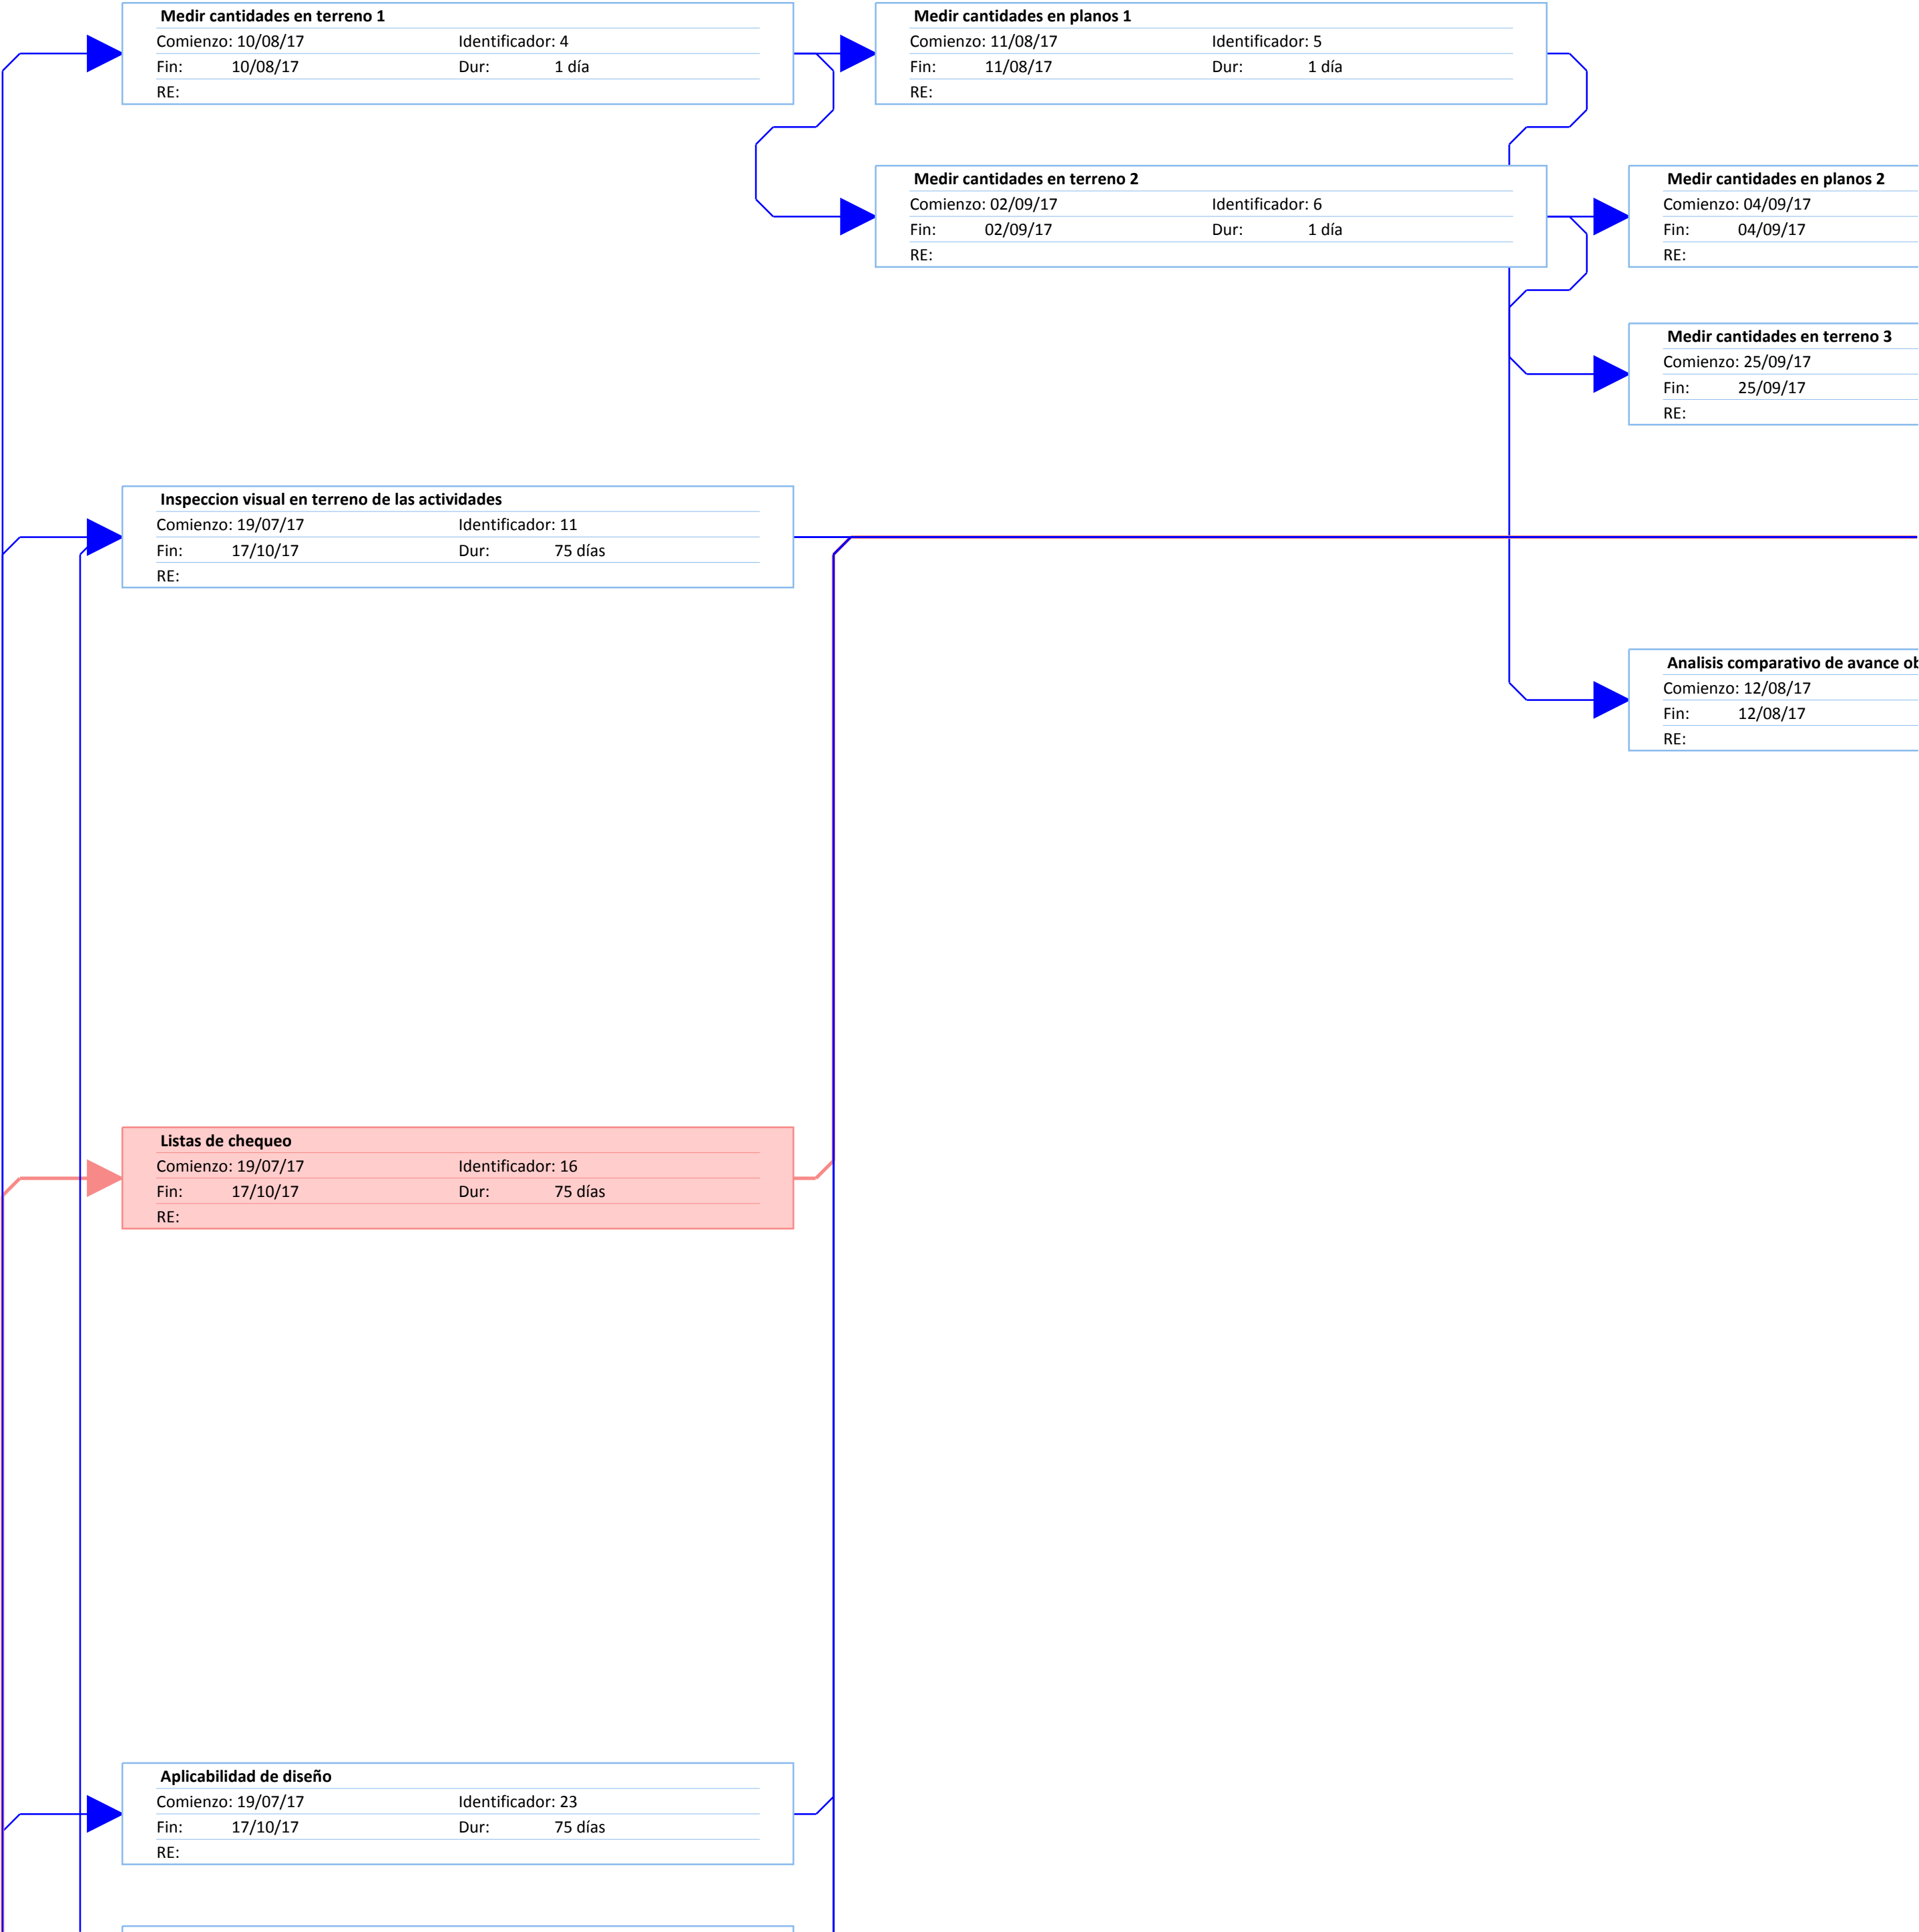 Medir cantidades en terreno 1
Comienzo: 10/08/17 Identificador: 4
Fin: 10/08/17 Dur: 1 día
RE:
Medir cantidades en planos 1
Comienzo: 11/08/17 Identificador: 5
Fin: 11/08/17 Dur: 1 día
RE:
Medir cantidades en terreno 2
Comienzo: 02/09/17 Identificador: 6
Fin: 02/09/17 Dur: 1 día
RE:
Medir cantidades en planos 2
Comienzo: 04/09/17
Fin: 04/09/17
RE:
Medir cantidades en terreno 3
Comienzo: 25/09/17
Fin: 25/09/17
RE:
Inspeccion visual en terreno de las actividades
Comienzo: 19/07/17 Identificador: 11
Fin: 17/10/17 Dur: 75 días
RE:
Analisis comparativo de avance
Comienzo: 12/08/17
Fin: 12/08/17
RE:
Listas de chequeo
Comienzo: 19/07/17 Identificador: 16
Fin: 17/10/17 Dur: 75 días
RE:
Aplicabilidad de diseño
Comienzo: 19/07/17 Identificador: 23
Fin: 17/10/17 Dur: 75 días
RE: